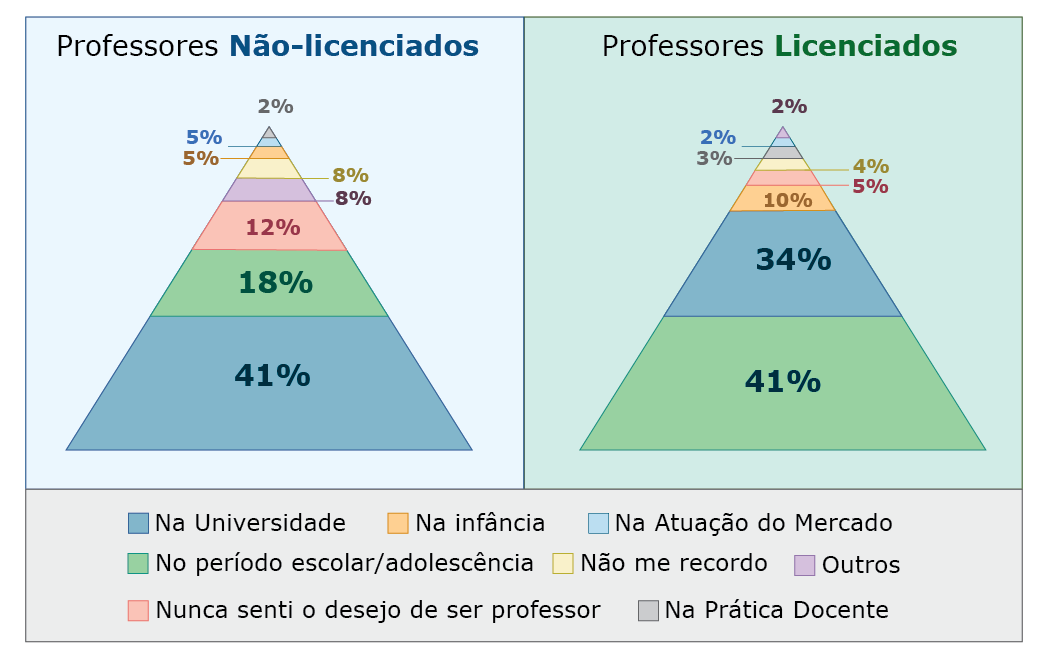 Professores Não-licenciados
2%
5%
5%
8%
8%
12%
18%
41%
Professores Licenciados
2%
2%
3%
4%
5%
10%
34%
41%
Na Universidade
Na infância
Na Atuação do Mercado
No período escolar/adolescência
Não me recordo
Outros
Nunca senti o desejo de ser professor
Na Prática Docente